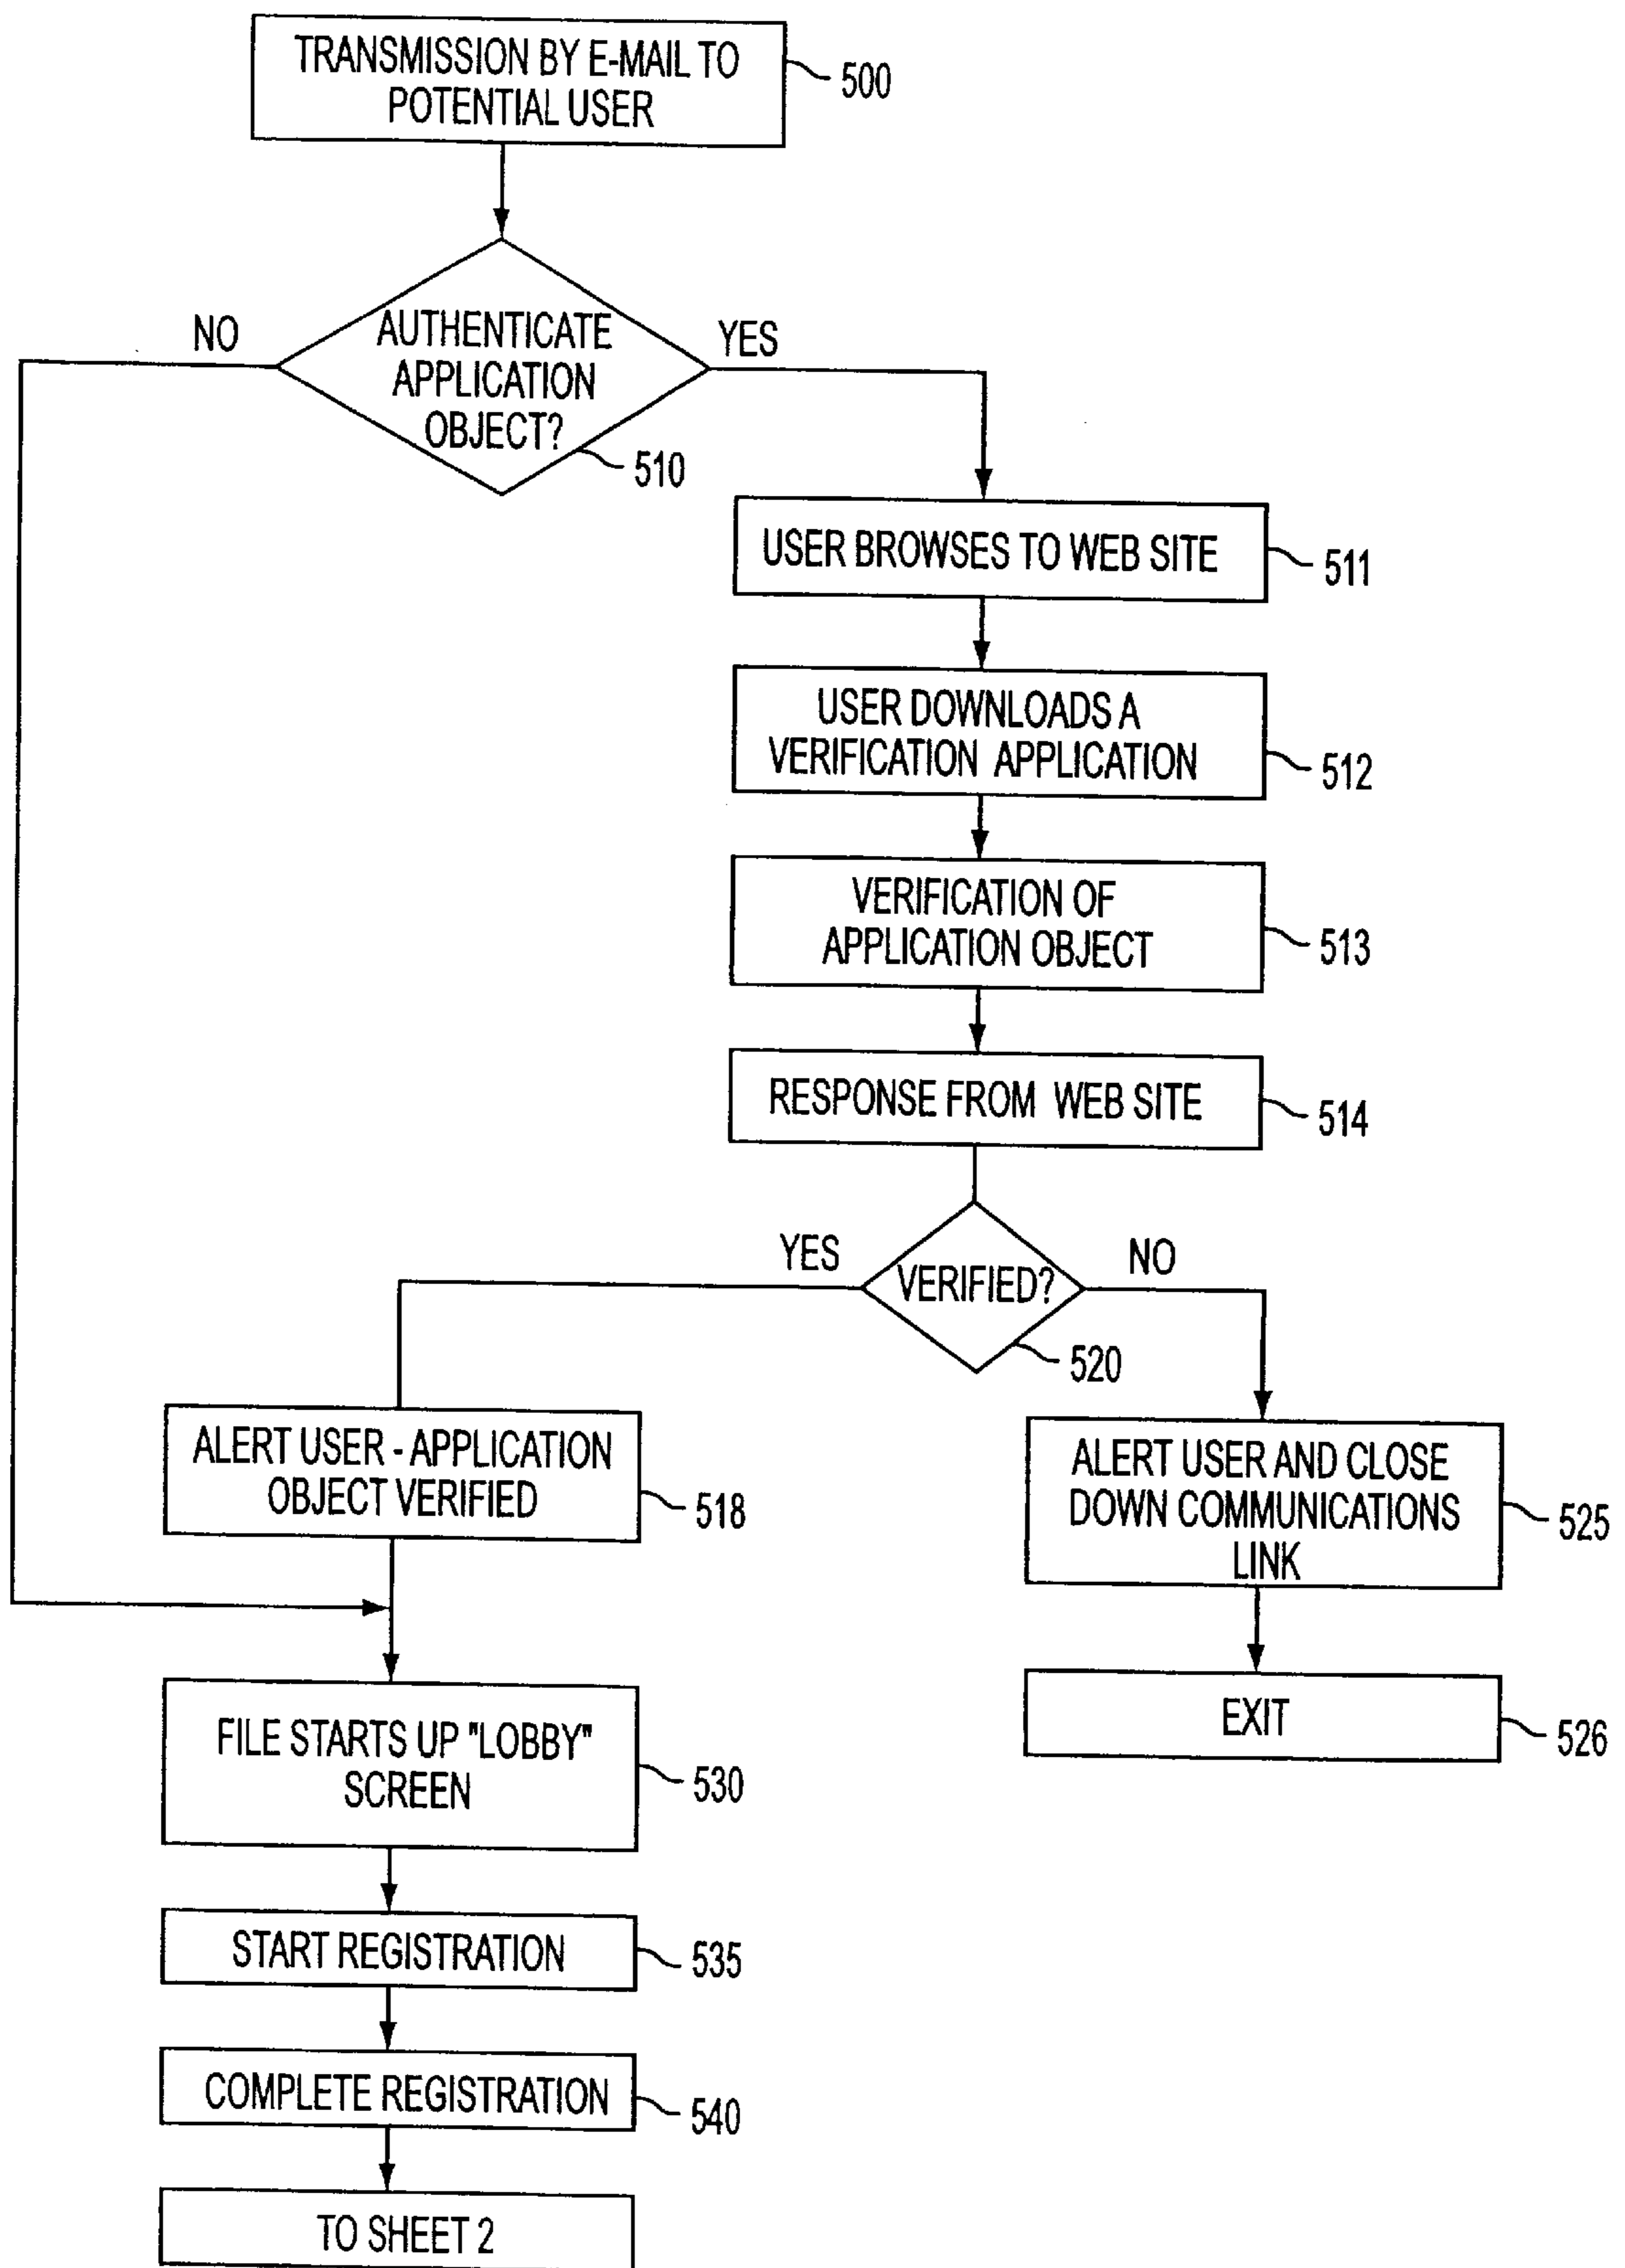 TRANSMISSION BY E-MAIL TO
POTENTIAL USER
500
NO
AUTHENTICATE
APPLICATION
OBJECT?
YES
510
USER BROWSES TO WEB SITE
511
USER DOWNLOADS A
VERIFICATION APPLICATION
512
VERIFICATION OF
APPLICATION OBJECT
513
RESPONSE FROM WEB SITE
514
YES
VERIFIED?
NO
520
ALERT USER - APPLICATION
OBJECT VERIFIED
518
ALERT USER AND CLOSE
DOWN COMMUNICATIONS
LINK
525
EXIT
526
FILE STARTS UP "LOBBY"
SCREEN
530
START REGISTRATION
535
COMPLETE REGISTRATION
540
TO SHEET 2